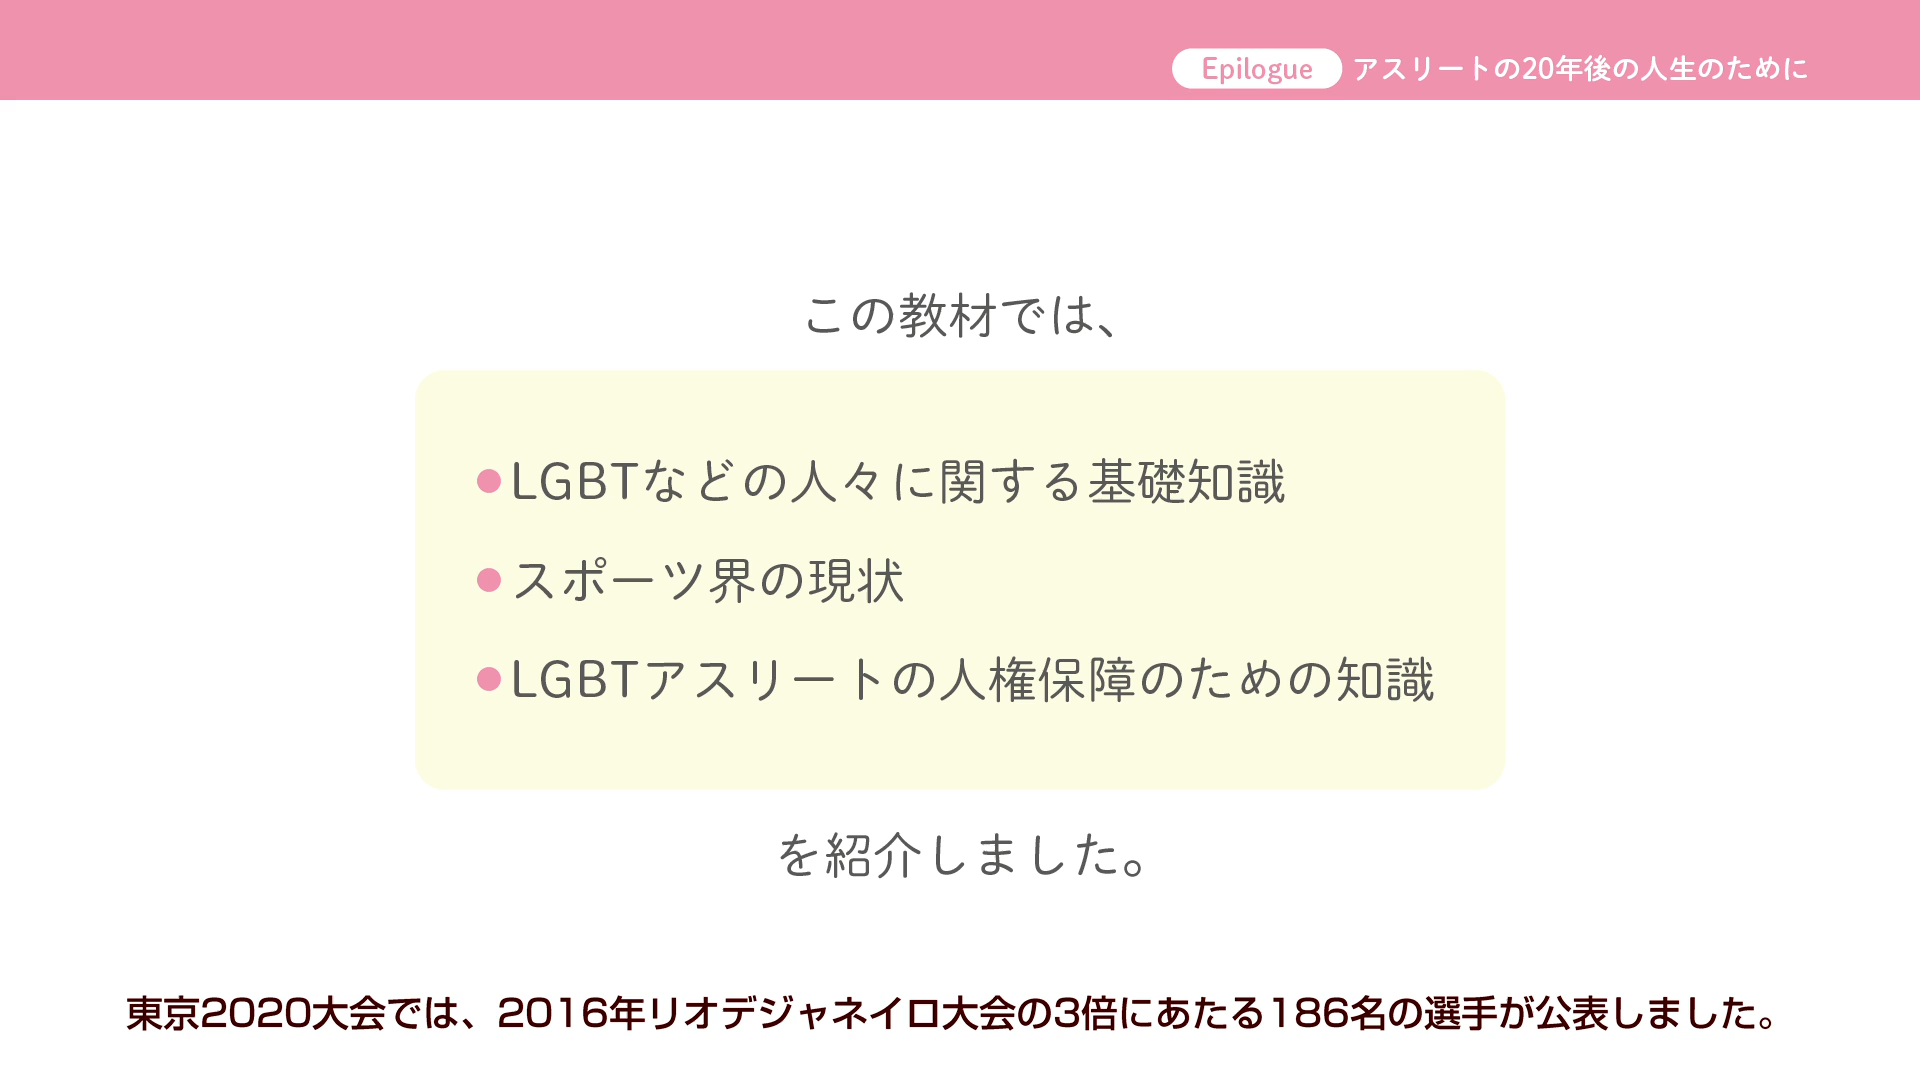 Epilogue アスリートの20年後の人生のために
この教材では、
●LGBTなどの人々に関する基礎知識
●スポーツ界の現状
●LGBTアスリートの人権保障のための知識
を紹介しました。
東京2020大会では、2016年リオデジャネイロ大会の3倍にあたる186名の選手が公表しました。